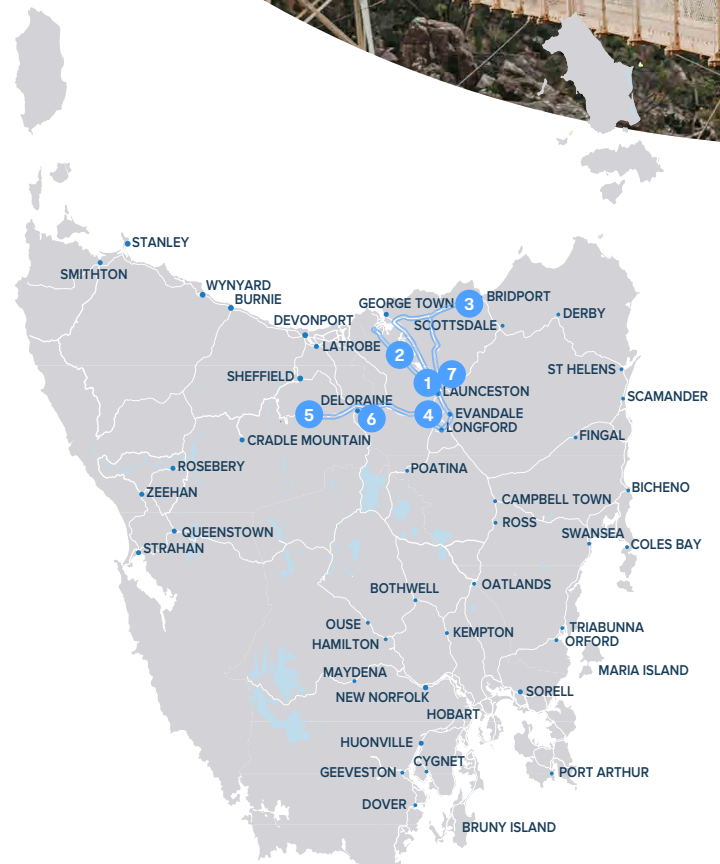 STANLEY
SMITHTON
WYNYARD
BURNIE
GEORGE TOWN
3
BRIDPORT
DERBY
DEVONPORT
SCOTTSDALE
LATROBE
2
ST HELENS
SHEFFIELD
1
7
LAUNCESTON
SCAMANDER
DELORAINE
5
6
4
EVANDALE
LONGFORD
FINGAL
CRADLE MOUNTAIN
ROSEBERY
POATINA
ZEEHAN
BICHENO
CAMPBELL TOWN
ROSS
QUEENSTOWN
SWANSEA
STRAHAN
COLES BAY
BOTHWELL
OATLANDS
OUSE
KEMPTON
TRIABUNNA
HAMILTON
ORFORD
MAYDENA
MARIA ISLAND
NEW NORFOLK
SORELL
HOBART
HUONVILLE
CYGNET
GEEVESTON
PORT ARTHUR
DOVER
BRUNY ISLAND